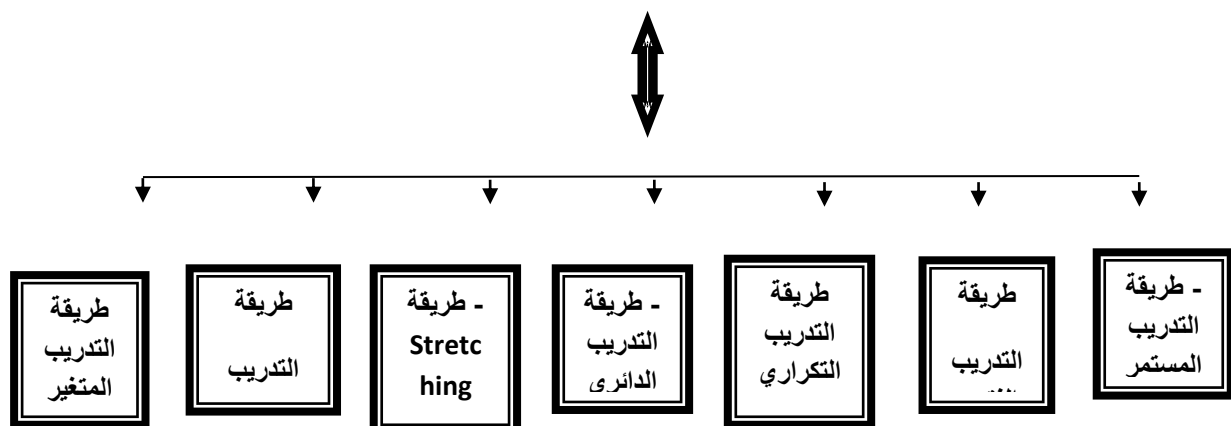 - طريقة
التدريب
المستمر
طريقة
التدريب
طريقة
التدريب
التكراري
- طريقة
التدريب
الدائري
- طريقة
Stretc
hing
طريقة
التدريب
طريقة
التدريب
المتغير